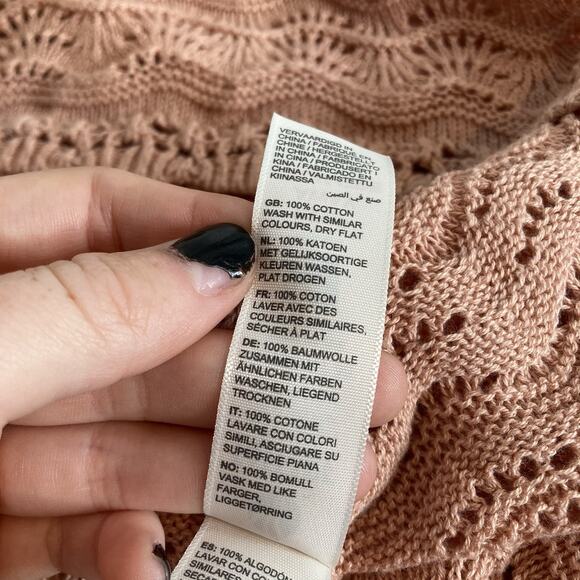 VERVAARDIGD IN
CHINA / FABRIQUÉ EN
CHINE / HERGESTELLT
IN CHINA / FABBRICATO
IN CINA / PRODUSERT I
KINA / FABRICADO EN
CHINA / VALMISTETTU
KIINASSA
صنع في الصين
GB: 100% COTTON
WASH WITH SIMILAR
COLOURS, DRY FLAT
NL: 100% KATOEN
MET GELIJKSOORTIGE
KLEUREN WASSEN,
PLAT DROGEN
FR: 100% COTON
LAVER AVEC DES
COULEURS SIMILAIRES,
SÉCHER À PLAT
DE: 100% BAUMWOLLE
ZUSAMMEN MIT
ÄHNLICHEN FARBEN
WASCHEN, LIEGEND
TROCKNEN
IT: 100% COTONE
LAVARE CON COLORI
SIMILI, ASCIUGARE SU
SUPERFICIE PIANA
NO: 100% BOMULL
VASK MED LIKE
FARGER,
LIGGETØRRING
ES: 100% ALGODÓN
LAVAR CON CO
SIMILARES